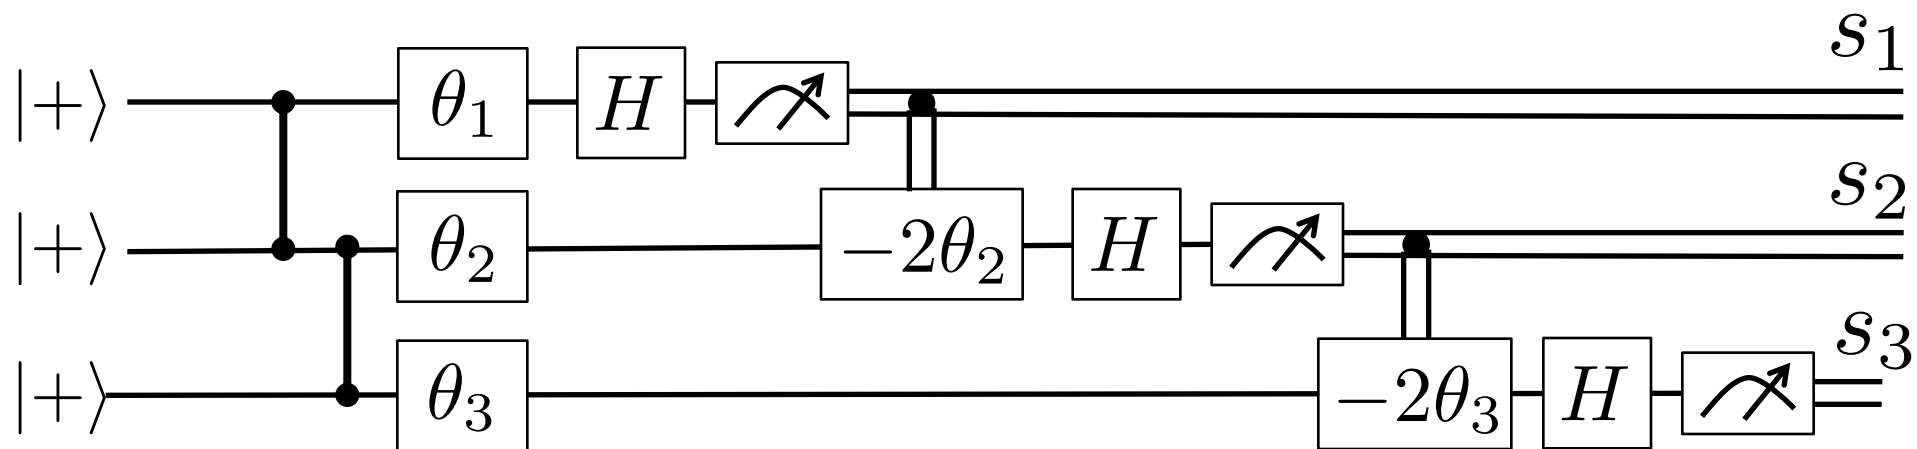 |+⟩ θ₁ H s₁
|+⟩ θ₂ −2θ₂ H s₂
|+⟩ θ₃ −2θ₃ H s₃